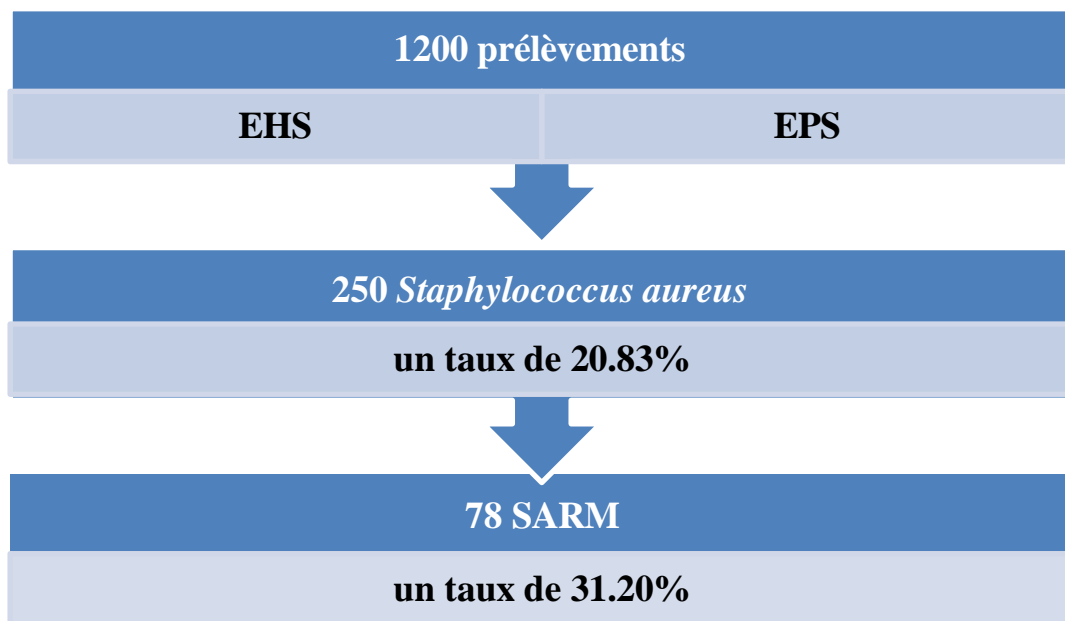 1200 prélèvements
EHS EPS
250 Staphylococcus aureus
un taux de 20.83%
78 SARM
un taux de 31.20%